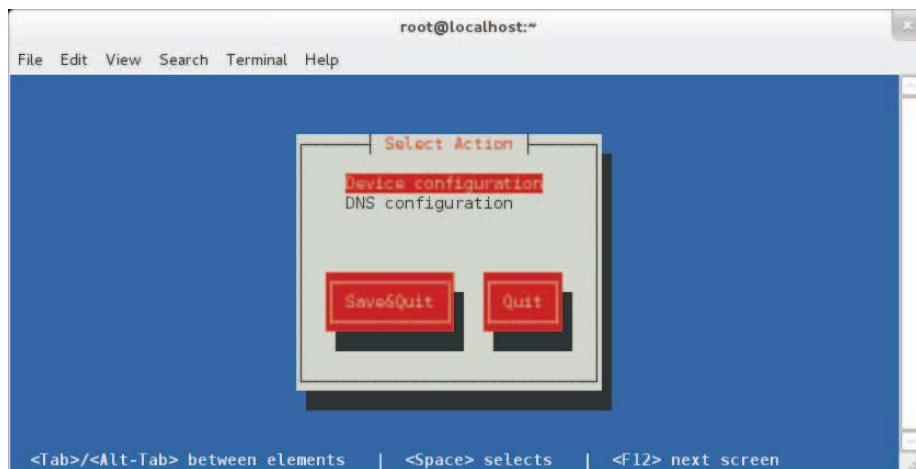 root@localhost:~
File Edit View Search Terminal Help
Select Action
Device configuration
DNS configuration
Save&Quit Quit
<Tab>/<Alt-Tab> between elements | <Space> selects | <F12> next screen